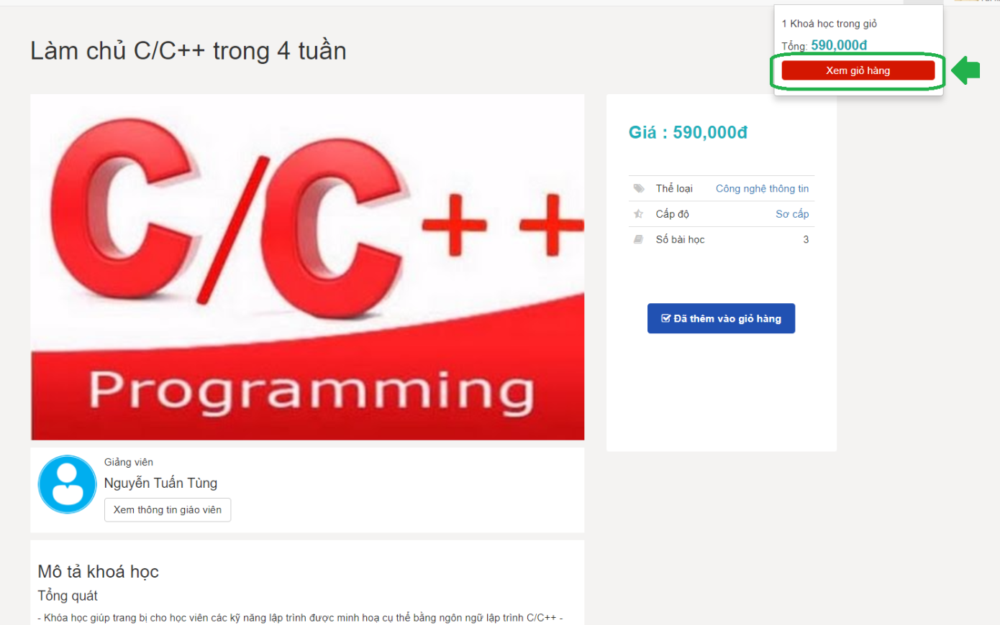 1 Khoá học trong giỏ
Tổng: 590,000đ
Xem giỏ hàng
Làm chủ C/C++ trong 4 tuần
C/C++
Programming
Giá : 590,000đ
Thể loại Công nghệ thông tin
Cấp độ Sơ cấp
Số bài học 3
Đã thêm vào giỏ hàng
Giảng viên
Nguyễn Tuấn Tùng
Xem thông tin giáo viên
Mô tả khoá học
Tổng quát
- Khóa học giúp trang bị cho học viên các kỹ năng lập trình được minh hoạ cụ thể bằng ngôn ngữ lập trình C/C++ -